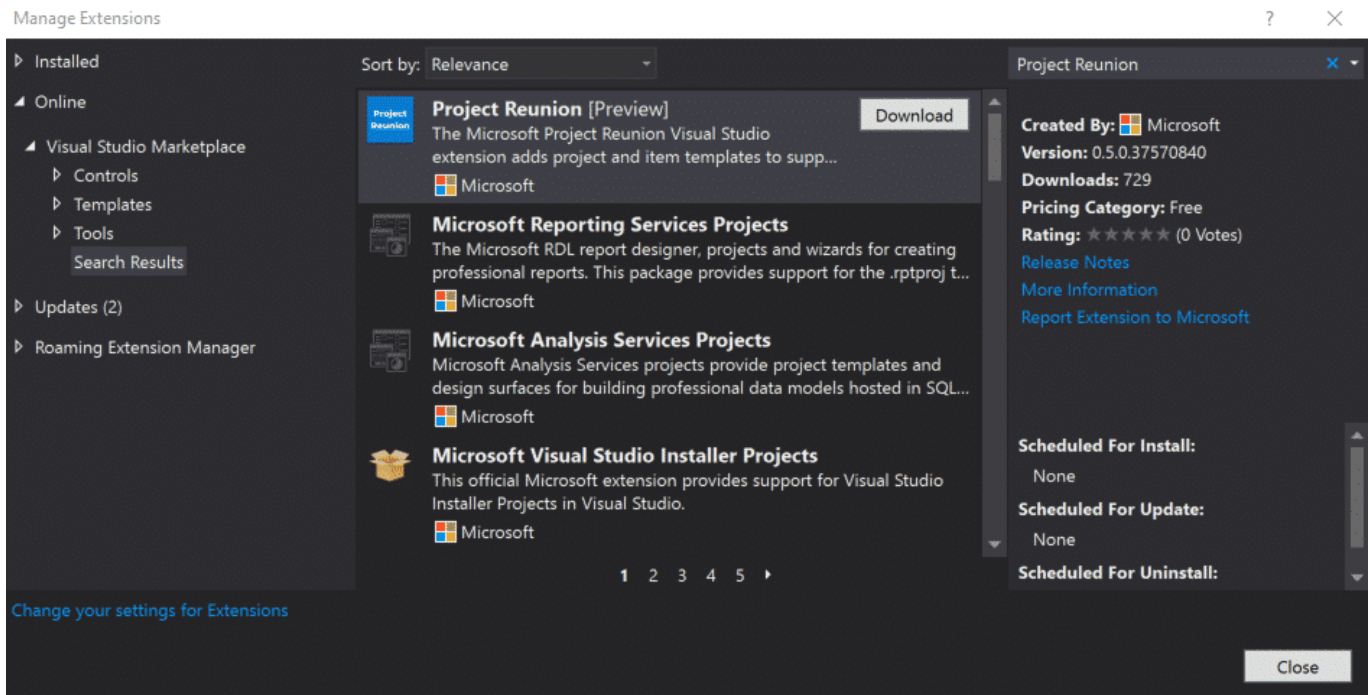 Manage Extensions
?
Installed
Online
Visual Studio Marketplace
Controls
Templates
Tools
Search Results
Updates (2)
Roaming Extension Manager
Sort by: Relevance
Project Reunion
Project Reunion [Preview]
The Microsoft Project Reunion Visual Studio
extension adds project and item templates to supp...
Microsoft
Download
Microsoft Reporting Services Projects
The Microsoft RDL report designer, projects and wizards for creating
professional reports. This package provides support for the .rptproj t...
Microsoft
Microsoft Analysis Services Projects
Microsoft Analysis Services projects provide project templates and
design surfaces for building professional data models hosted in SQL...
Microsoft
Microsoft Visual Studio Installer Projects
This official Microsoft extension provides support for Visual Studio
Installer Projects in Visual Studio.
Microsoft
1 2 3 4 5
Project Reunion
Created By: Microsoft
Version: 0.5.0.37570840
Downloads: 729
Pricing Category: Free
Rating: ★★★★★ (0 Votes)
Release Notes
More Information
Report Extension to Microsoft
Scheduled For Install:
None
Scheduled For Update:
None
Scheduled For Uninstall:
Change your settings for Extensions
Close